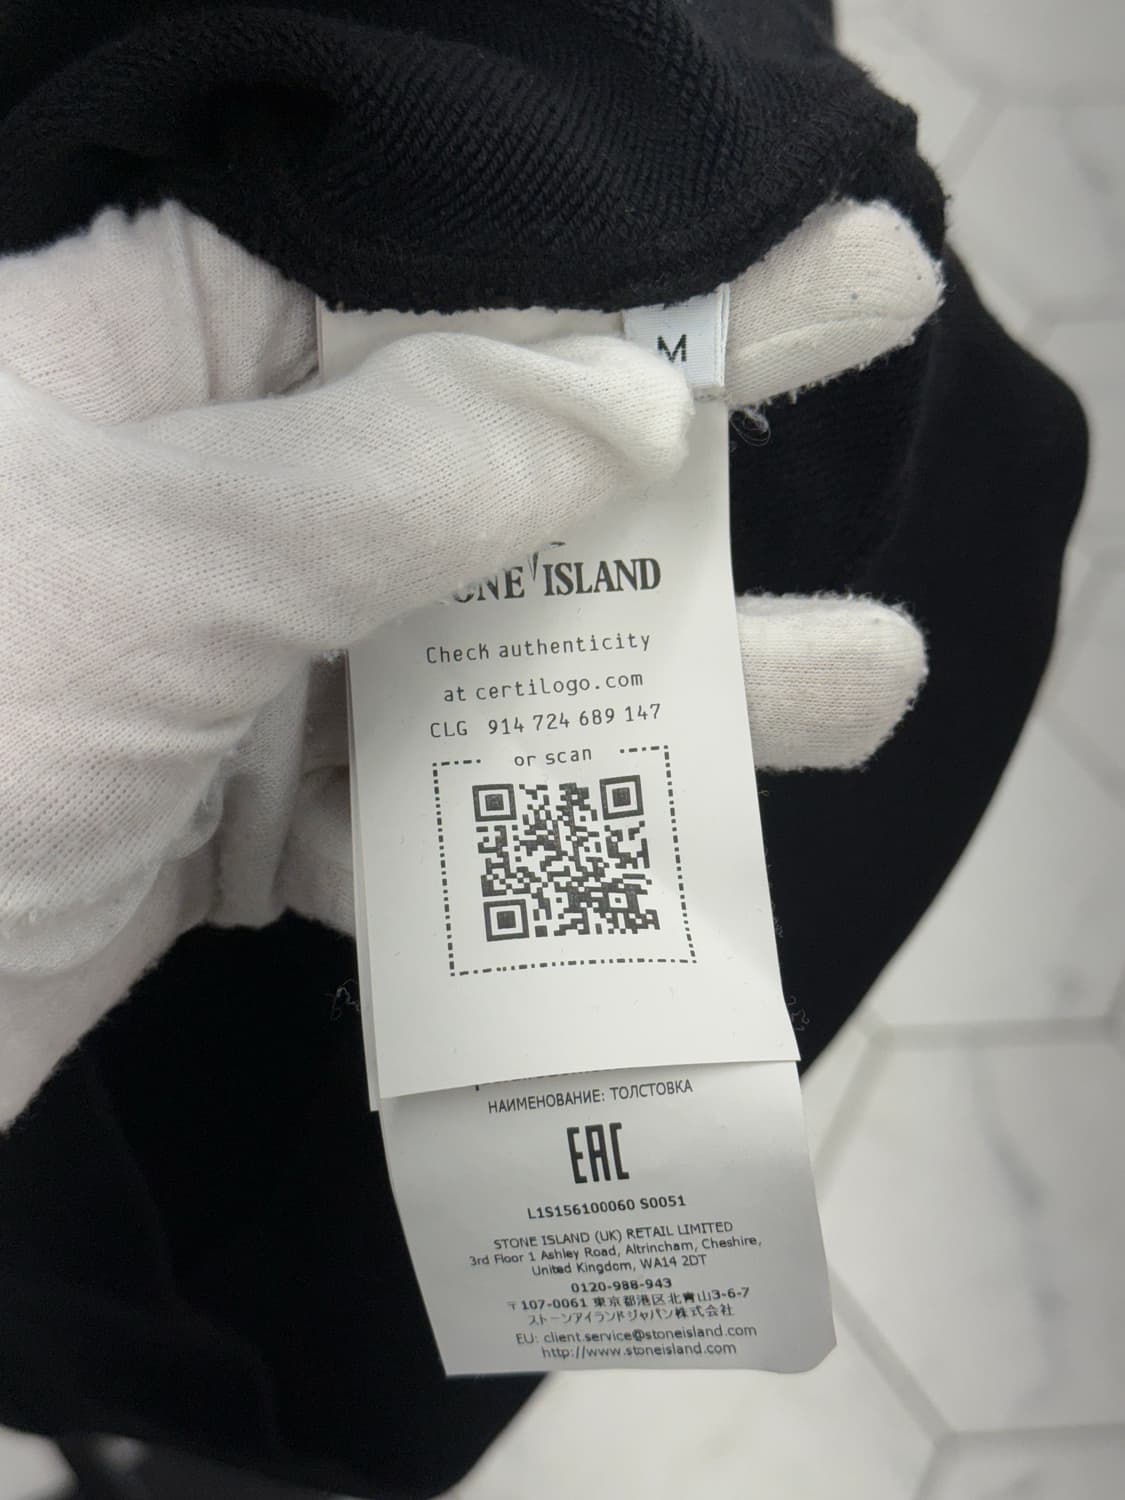 M
STONE ISLAND
Check authenticity
at certilogo.com
CLG 914 724 689 147
or scan
НАИМЕНОВАНИЕ: ТОЛСТОВКА
EAC
L1S156100060 S0051
STONE ISLAND (UK) RETAIL LIMITED
3rd Floor 1 Ashley Road, Altrincham, Cheshire,
United Kingdom, WA14 2DT
0120-988-943
〒107-0061 東京都港区北青山3-6-7
ストーンアイランドジャパン株式会社
EU: client.service@stoneisland.com
http://www.stoneisland.com